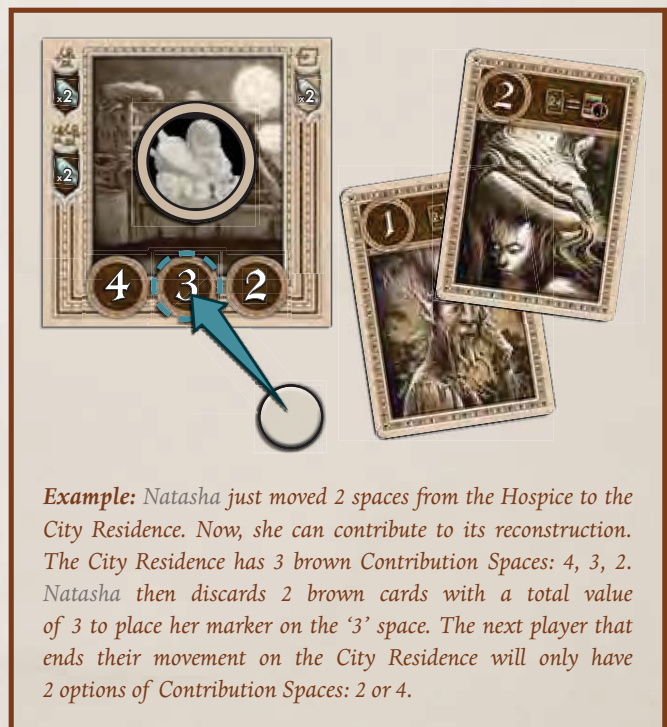 x2
x2
x2
4 3 2
2 24 =
1 2
Example: Natasha just moved 2 spaces from the Hospice to the
City Residence. Now, she can contribute to its reconstruction.
The City Residence has 3 brown Contribution Spaces: 4, 3, 2.
Natasha then discards 2 brown cards with a total value
of 3 to place her marker on the ‘3’ space. The next player that
ends their movement on the City Residence will only have
2 options of Contribution Spaces: 2 or 4.